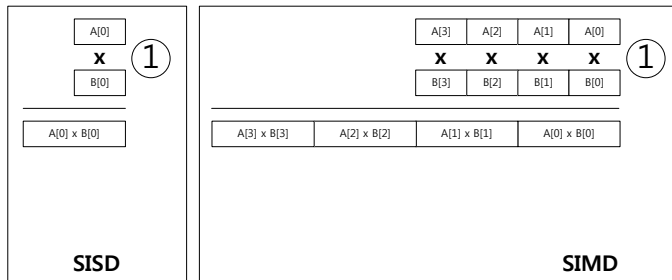 A[0]
x
B[0]
1
A[0] x B[0]
SISD
A[3] A[2] A[1] A[0]
x x x x
B[3] B[2] B[1] B[0]
1
A[3] x B[3] A[2] x B[2] A[1] x B[1] A[0] x B[0]
SIMD